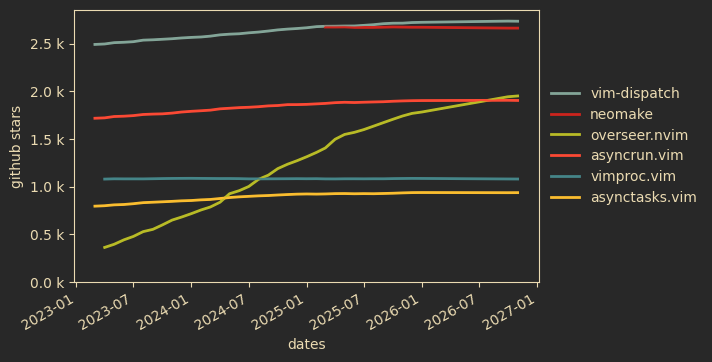 github stars
2.5 k
2.0 k
1.5 k
1.0 k
0.5 k
0.0 k
2023-01
2023-07
2024-01
2024-07
2025-01
2025-07
2026-01
2026-07
2027-01
dates
vim-dispatch
neomake
overseer.nvim
asyncrun.vim
vimproc.vim
asynctasks.vim